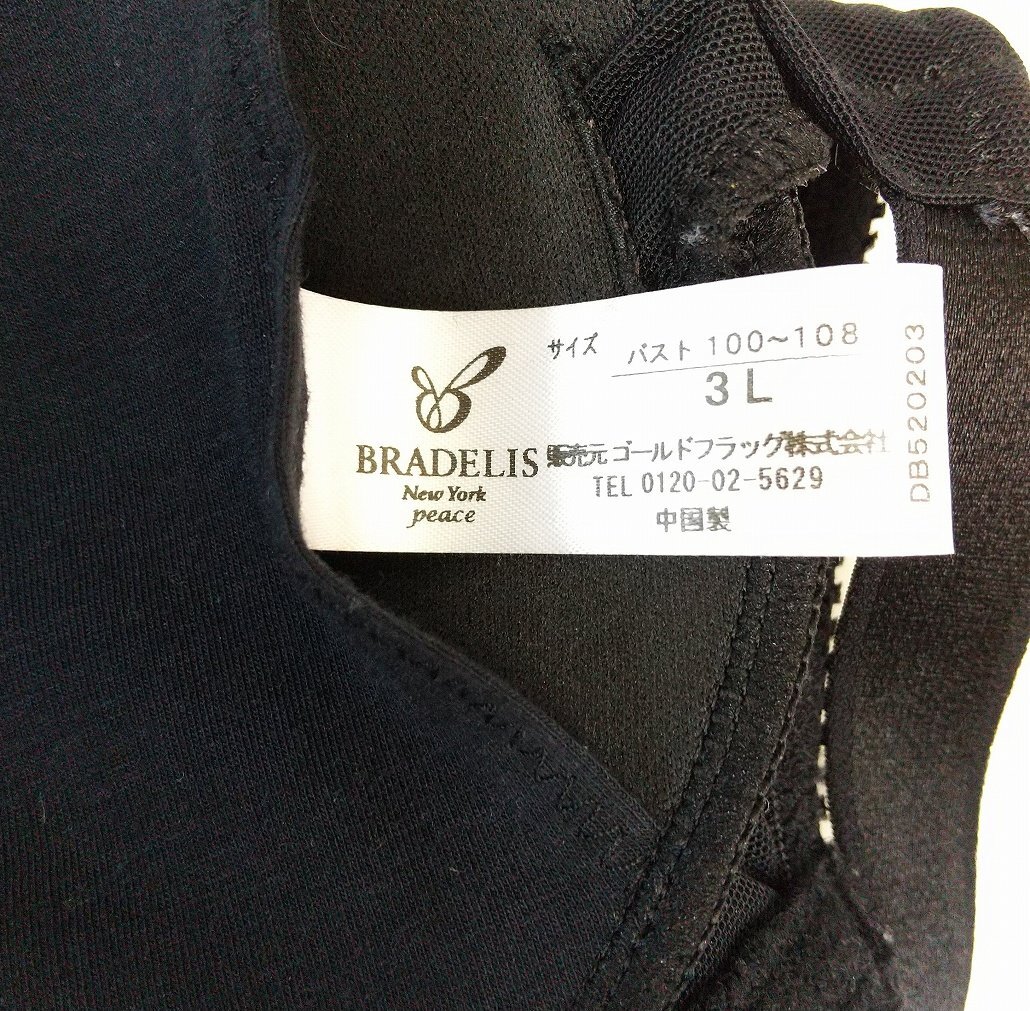 BRADELIS
New York
peace
サイズ
バスト 100~108
3L
販売元 ゴールドフラッグ株式会社
TEL 0120-02-5629
中国製
DB520203